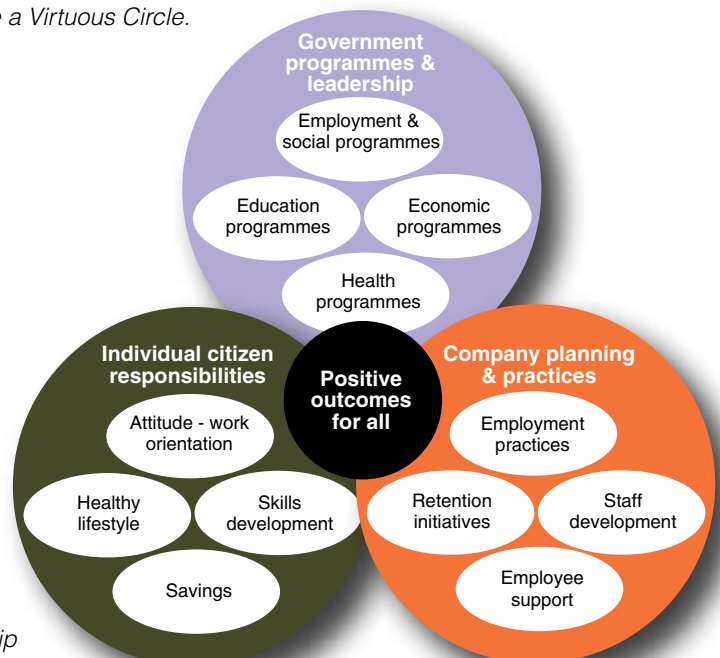 e a Virtuous Circle.
Government
programmes &
leadership
Employment &
social programmes
Education
programmes
Economic
programmes
Health
programmes
Individual citizen
responsibilities
Attitude - work
orientation
Healthy
lifestyle
Skills
development
Savings
Positive
outcomes
for all
Company planning
& practices
Employment
practices
Retention
initiatives
Staff
development
Employee
support
ip